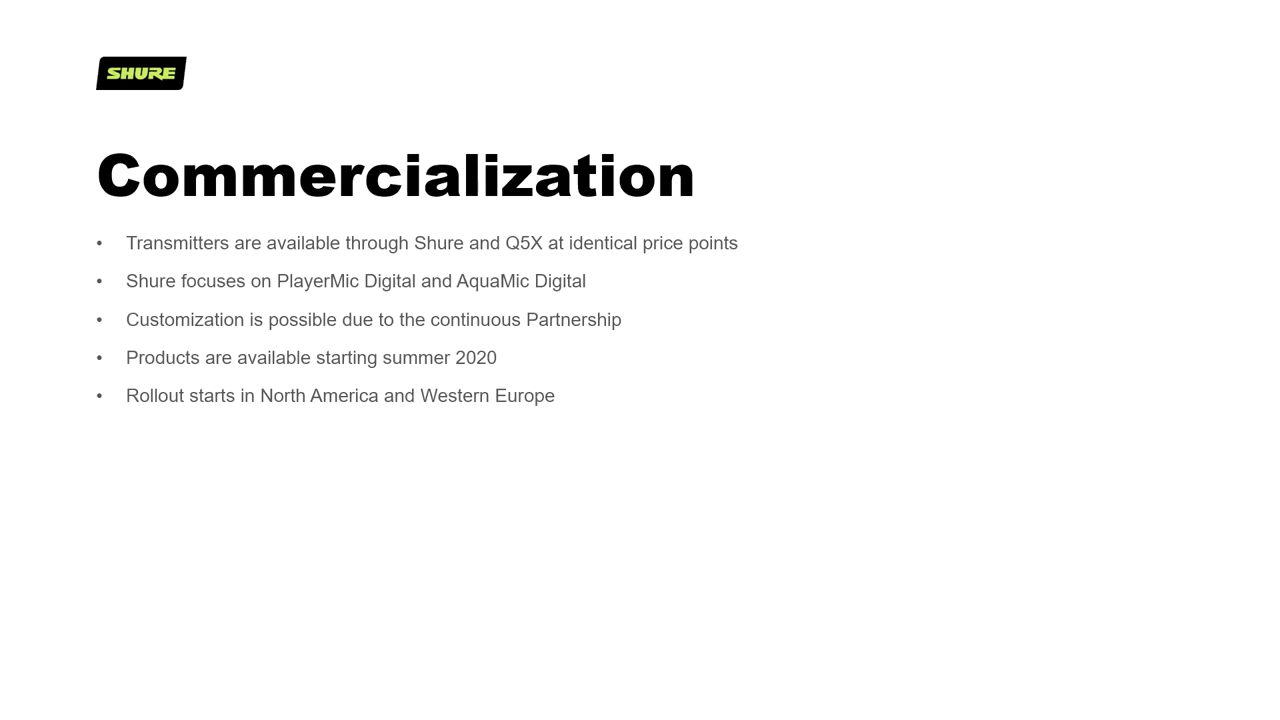 SHURE
Commercialization
• Transmitters are available through Shure and Q5X at identical price points
• Shure focuses on PlayerMic Digital and AquaMic Digital
• Customization is possible due to the continuous Partnership
• Products are available starting summer 2020
• Rollout starts in North America and Western Europe